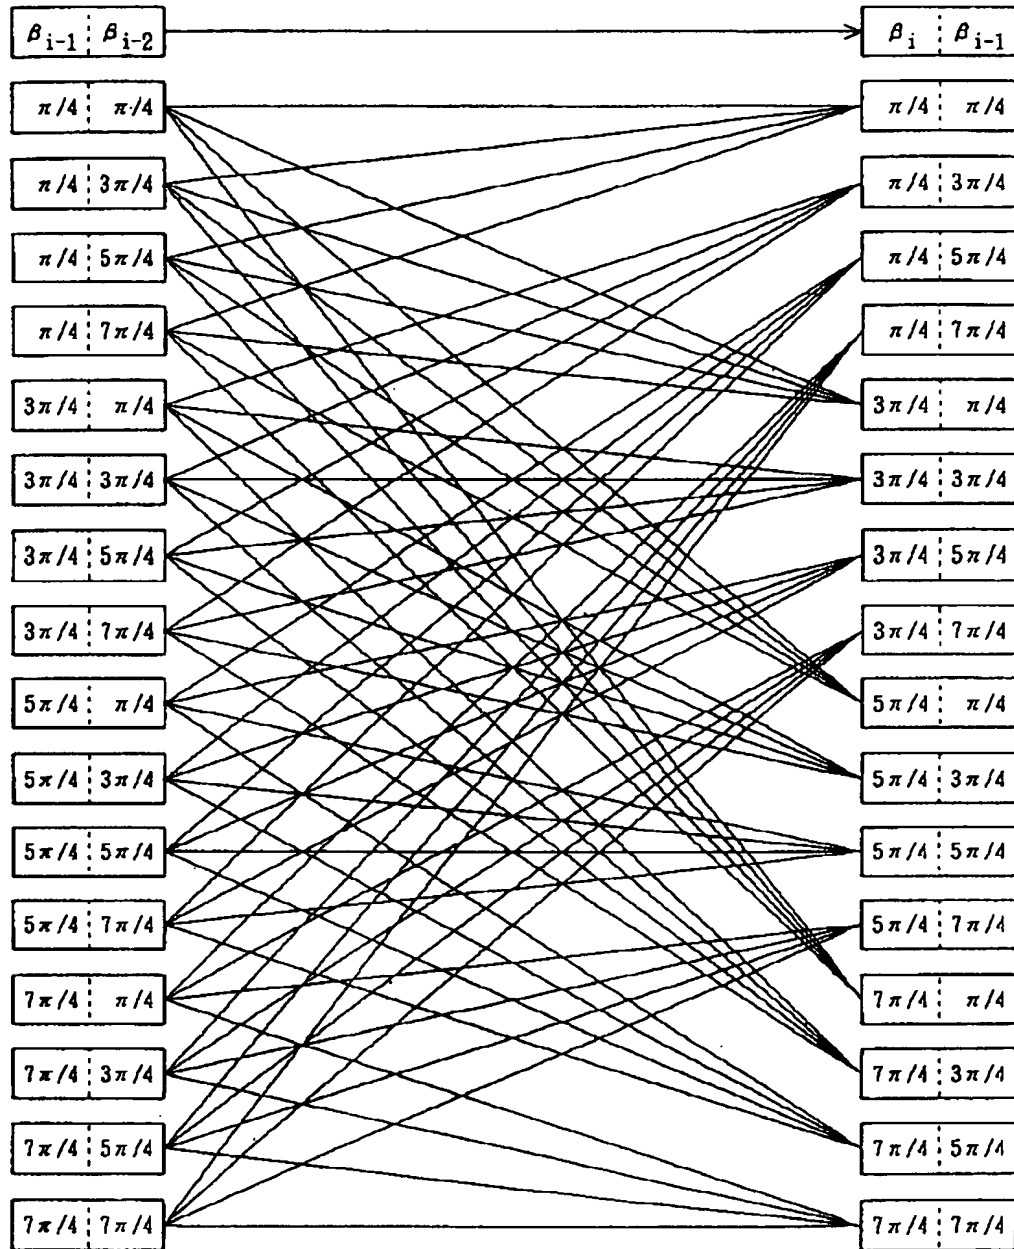 β i-1 β i-2 β i β i-1
π/4 π/4 π/4 π/4
π/4 3π/4 π/4 3π/4
π/4 5π/4 π/4 5π/4
π/4 7π/4 π/4 7π/4
3π/4 π/4 3π/4 π/4
3π/4 3π/4 3π/4 3π/4
3π/4 5π/4 3π/4 5π/4
3π/4 7π/4 3π/4 7π/4
5π/4 π/4 5π/4 π/4
5π/4 3π/4 5π/4 3π/4
5π/4 5π/4 5π/4 5π/4
5π/4 7π/4 5π/4 7π/4
7π/4 π/4 7π/4 π/4
7π/4 3π/4 7π/4 3π/4
7π/4 5π/4 7π/4 5π/4
7π/4 7π/4 7π/4 7π/4